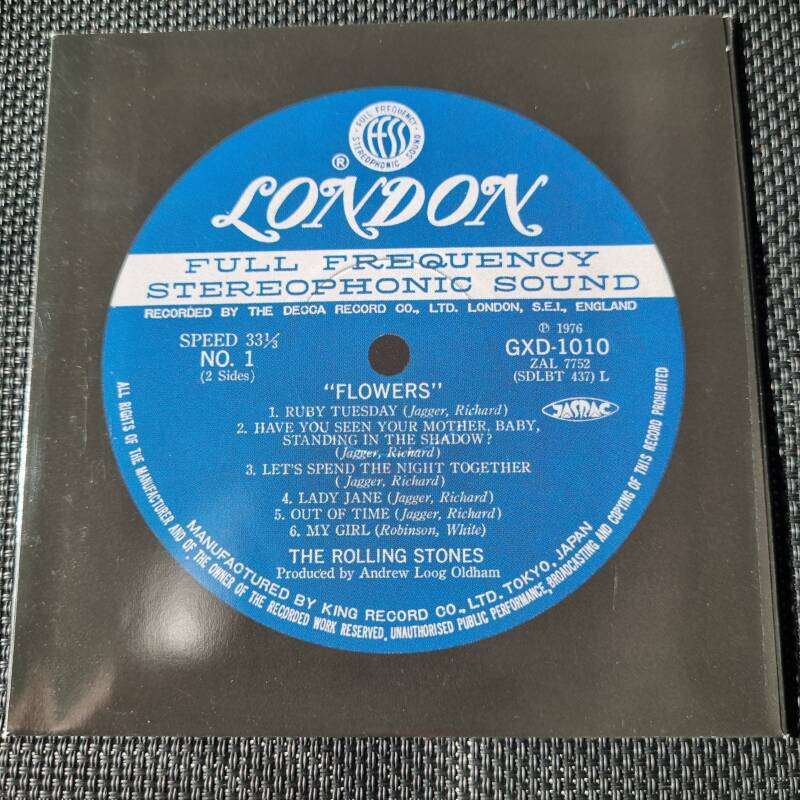 FULL FREQUENCY
ffss
STEREOPHONIC SOUND
®
LONDON
FULL FREQUENCY
STEREOPHONIC SOUND
RECORDED BY THE DECCA RECORD CO., LTD. LONDON, S.E.I., ENGLAND
SPEED 33⅓
NO. 1
(2 Sides)
℗ 1976
GXD-1010
ZAL 7752
(SDLBT 437) L
"FLOWERS"
JASRAC
1. RUBY TUESDAY (Jagger, Richard)
2. HAVE YOU SEEN YOUR MOTHER, BABY,
STANDING IN THE SHADOW?
(Jagger, Richard)
3. LET'S SPEND THE NIGHT TOGETHER
(Jagger, Richard)
4. LADY JANE (Jagger, Richard)
5. OUT OF TIME (Jagger, Richard)
6. MY GIRL (Robinson, White)
THE ROLLING STONES
Produced by Andrew Loog Oldham
MANUFACTURED BY KING RECORD CO., LTD. TOKYO, JAPAN
ALL RIGHTS OF THE MANUFACTURER AND OF THE OWNER OF THE RECORDED WORK RESERVED, UNAUTHORISED PUBLIC PERFORMANCE, BROADCASTING AND COPYING OF THIS RECORD PROHIBITED